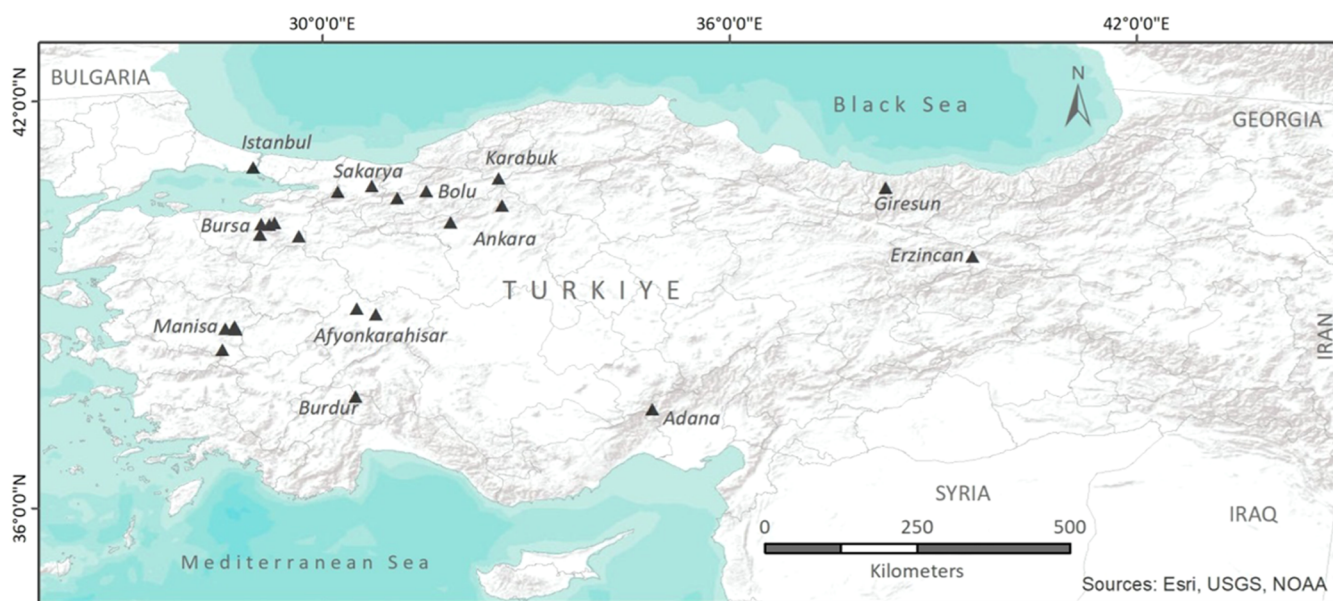 30°0'0"E
36°0'0"E
42°0'0"E
42°0'0"N
36°0'0"N
BULGARIA
N
Black Sea
GEORGIA
Istanbul
Karabuk
Sakarya
Bolu
Giresun
Bursa
Ankara
Erzincan
TURKIYE
Manisa
Afyonkarahisar
IRAN
Burdur
Adana
SYRIA
IRAQ
0 250 500
Kilometers
Mediterranean Sea
Sources: Esri, USGS, NOAA